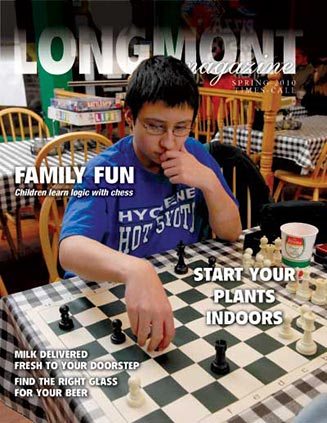 LONGMONT
magazine
SPRING 2010
TIMES-CALL
FAMILY FUN
Children learn logic with chess
HYGIENE
HOT SHOTS
START YOUR
PLANTS
INDOORS
MILK DELIVERED
FRESH TO YOUR DOORSTEP
FIND THE RIGHT GLASS
FOR YOUR BEER